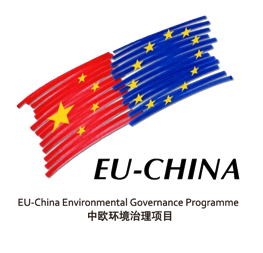 EU-CHINA
EU-China Environmental Governance Programme
中欧环境治理项目